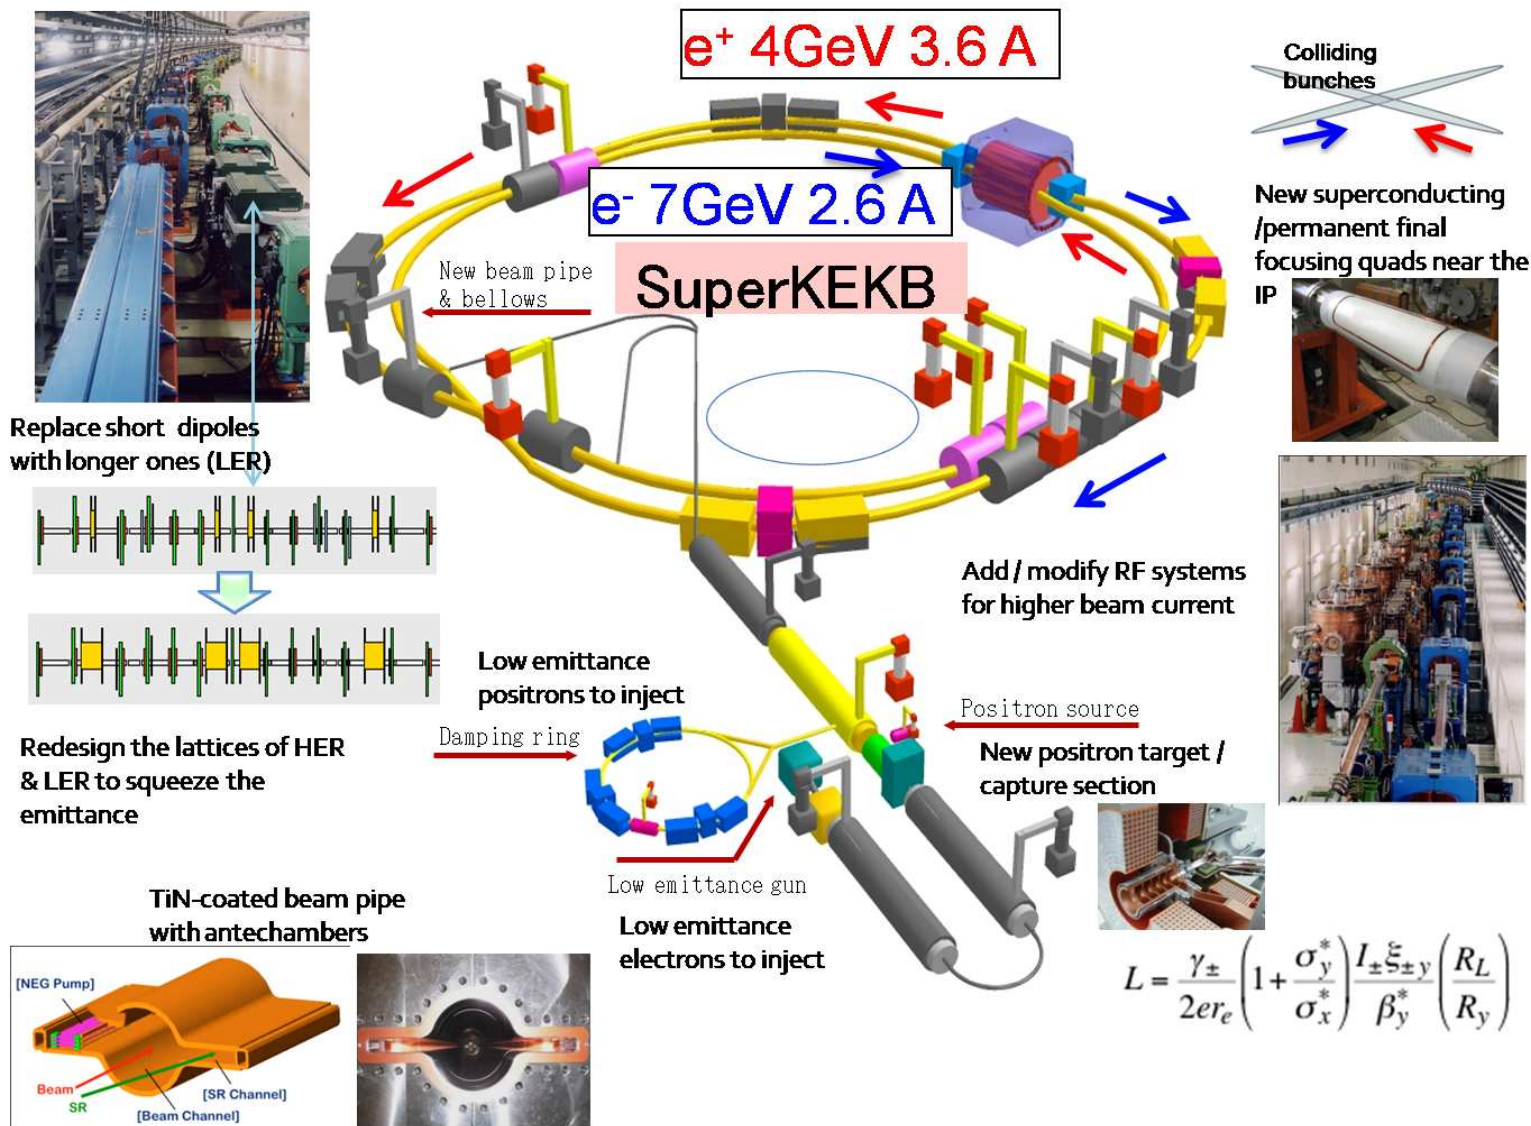 e⁺ 4GeV 3.6 A
Colliding
bunches
e⁻ 7GeV 2.6 A
SuperKEKB
New beam pipe
& bellows
New superconducting
/permanent final
focusing quads near the
IP
Replace short dipoles
with longer ones (LER)
Add / modify RF systems
for higher beam current
Low emittance
positrons to inject
Damping ring
Positron source
New positron target /
capture section
Redesign the lattices of HER
& LER to squeeze the
emittance
Low emittance gun
Low emittance
electrons to inject
TiN-coated beam pipe
with antechambers
[NEG Pump]
Beam
SR
[SR Channel]
[Beam Channel]
L = γ± / 2er_e (1 + σ*_y / σ*_x) I± ξ±y / β*_y (R_L / R_y)